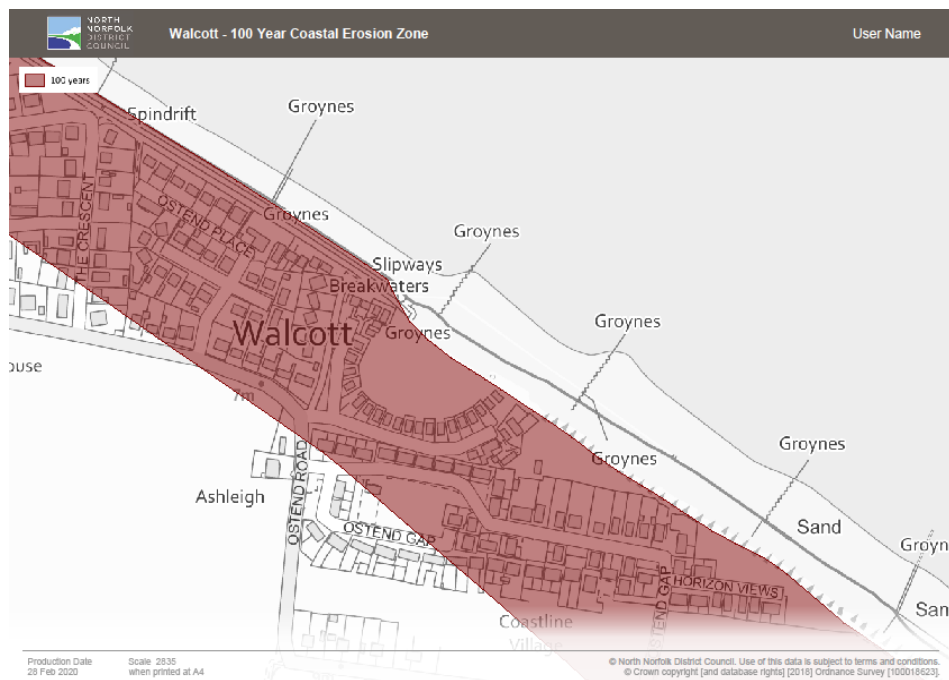 NORTH
NORFOLK
DISTRICT
COUNCIL
Walcott - 100 Year Coastal Erosion Zone
User Name
100 years
Spindrift
Groynes
THE CRESCENT
OSTEND PLACE
Groynes
Groynes
Slipways
Breakwaters
Walcott
Groynes
Groynes
ouse
7m
Groynes
Groynes
Ashleigh
OSTEND ROAD
OSTEND GAP
Sand
Groyn
HORIZON VIEWS
OSTEND GAP
San
Coastline
Village
Production Date
28 Feb 2020
Scale 2835
when printed at A4
© North Norfolk District Council. Use of this data is subject to terms and conditions.
© Crown copyright [and database rights] [2018] Ordnance Survey [100018623].